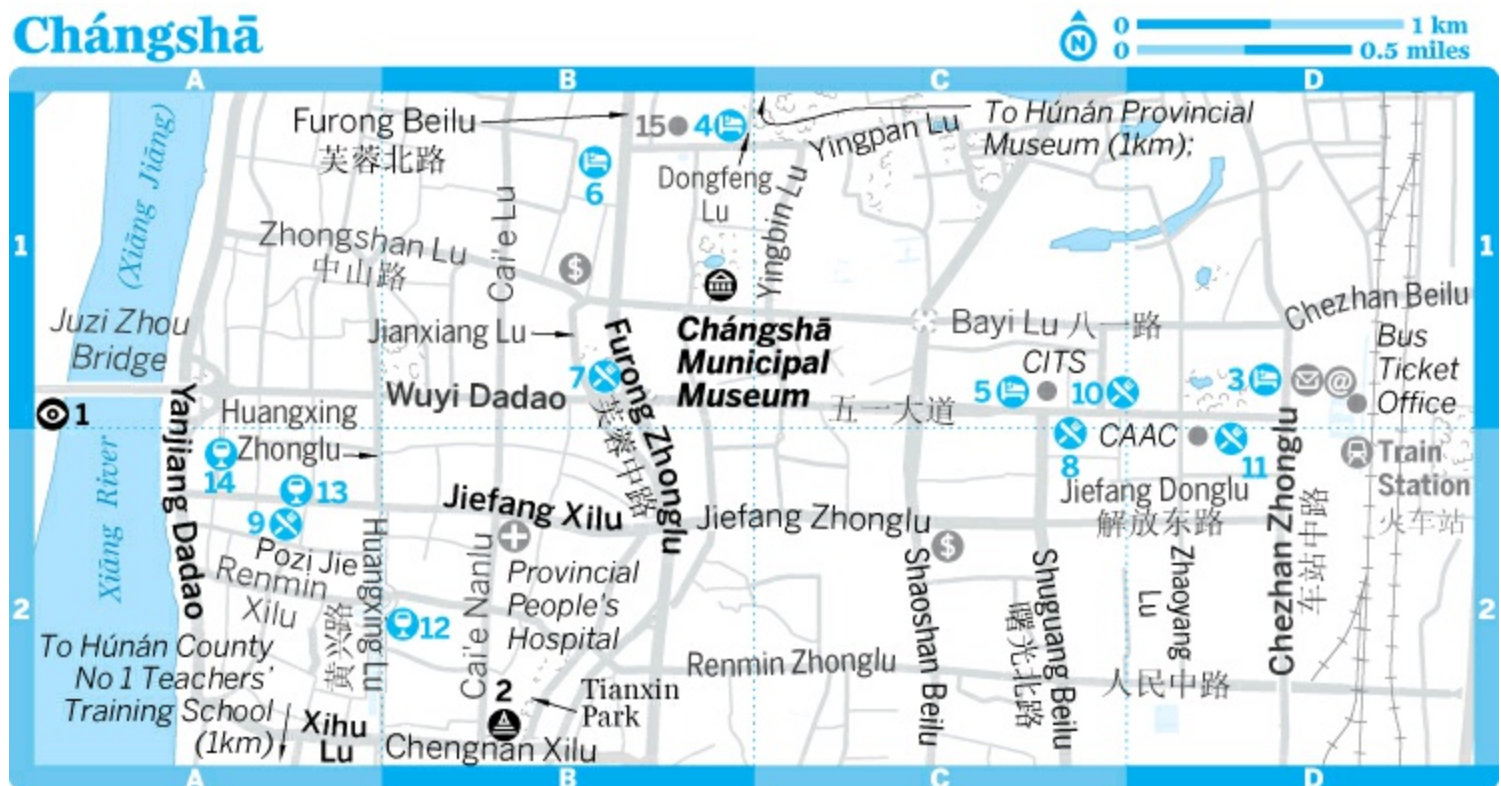 Chángshā
N
0 1 km
0 0.5 miles
A B C D
Furong Beilu
芙蓉北路
15
4
To Húnán Provincial
Museum (1km);
Yingpan Lu
6
Dongfeng
Lu
(Xiāng Jiāng)
Cai'e Lu
Yingbin Lu
1
1
Zhongshan Lu
中山路
$
Chezhan Beilu
Juzi Zhou
Bridge
Jianxiang Lu
Chángshā
Municipal
Museum
Bayi Lu 八一路
CITS
Bus
Ticket
Office
7
Furong Zhonglu
芙蓉中路
5
10
3
@
Wuyi Dadao
五一大道
1
Yanjiang Dadao
Huangxing
Zhonglu
14
13
9
8
CAAC
11
Train
Station
火车站
Xiāng River
Jiefang Xilu
Jiefang Zhonglu
Jiefang Donglu
解放东路
Chezhan Zhonglu
车站中路
$
Pozi Jie
Renmin
Xilu
Huangxing Lu
黄兴路
Cai'e Nanlu
Provincial
People's
Hospital
Shaoshan Beilu
Shuguang Beilu
曙光北路
Zhaoyang
Lu
2
2
12
To Húnán County
No 1 Teachers'
Training School
(1km)
Renmin Zhonglu
人民中路
2
Tianxin
Park
Xihu
Lu
Chengnan Xilu
A B C D